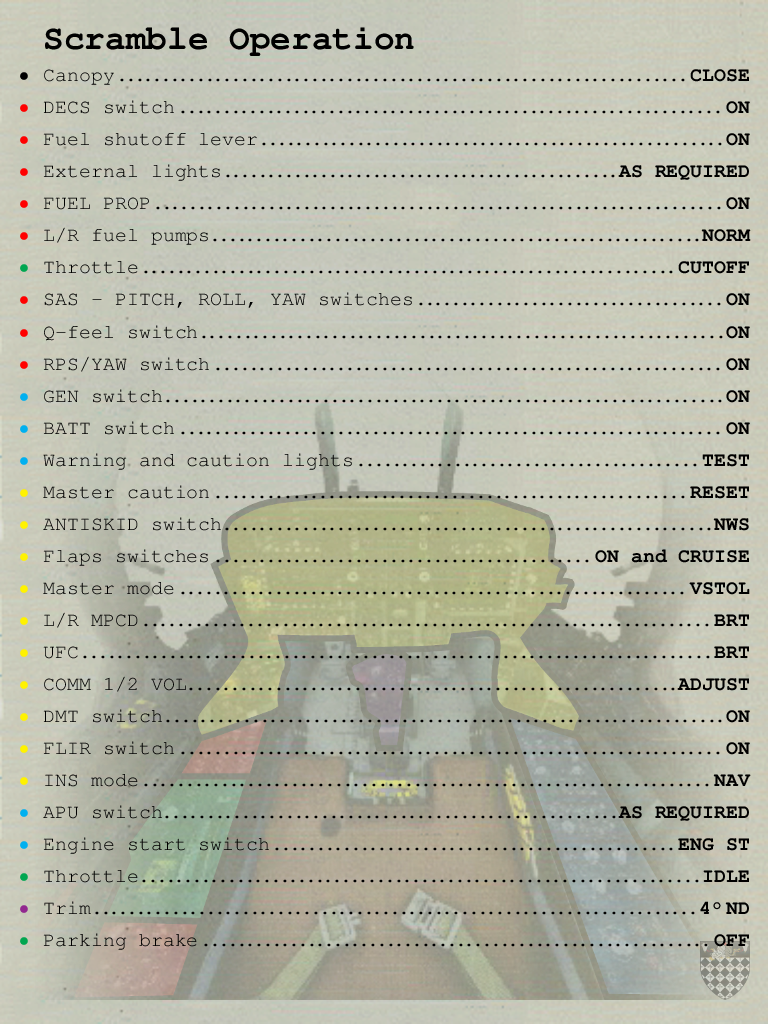 Scramble Operation
• Canopy................................................................CLOSE
• DECS switch..............................................................ON
• Fuel shutoff lever.....................................................ON
• External lights.............................................AS REQUIRED
• FUEL PROP................................................................ON
• L/R fuel pumps........................................................NORM
• Throttle.............................................................CUTOFF
• SAS - PITCH, ROLL, YAW switches...................................ON
• Q-feel switch............................................................ON
• RPS/YAW switch..........................................................ON
• GEN switch...............................................................ON
• BATT switch..............................................................ON
• Warning and caution lights.......................................TEST
• Master caution......................................................RESET
• ANTISKID switch........................................................NWS
• Flaps switches...........................................ON and CRUISE
• Master mode..........................................................VSTOL
• L/R MPCD................................................................BRT
• UFC.......................................................................BRT
• COMM 1/2 VOL........................................................ADJUST
• DMT switch...............................................................ON
• FLIR switch..............................................................ON
• INS mode.................................................................NAV
• APU switch...................................................AS REQUIRED
• Engine start switch..............................................ENG ST
• Throttle................................................................IDLE
• Trim.....................................................................4°ND
• Parking brake...........................................................OFF